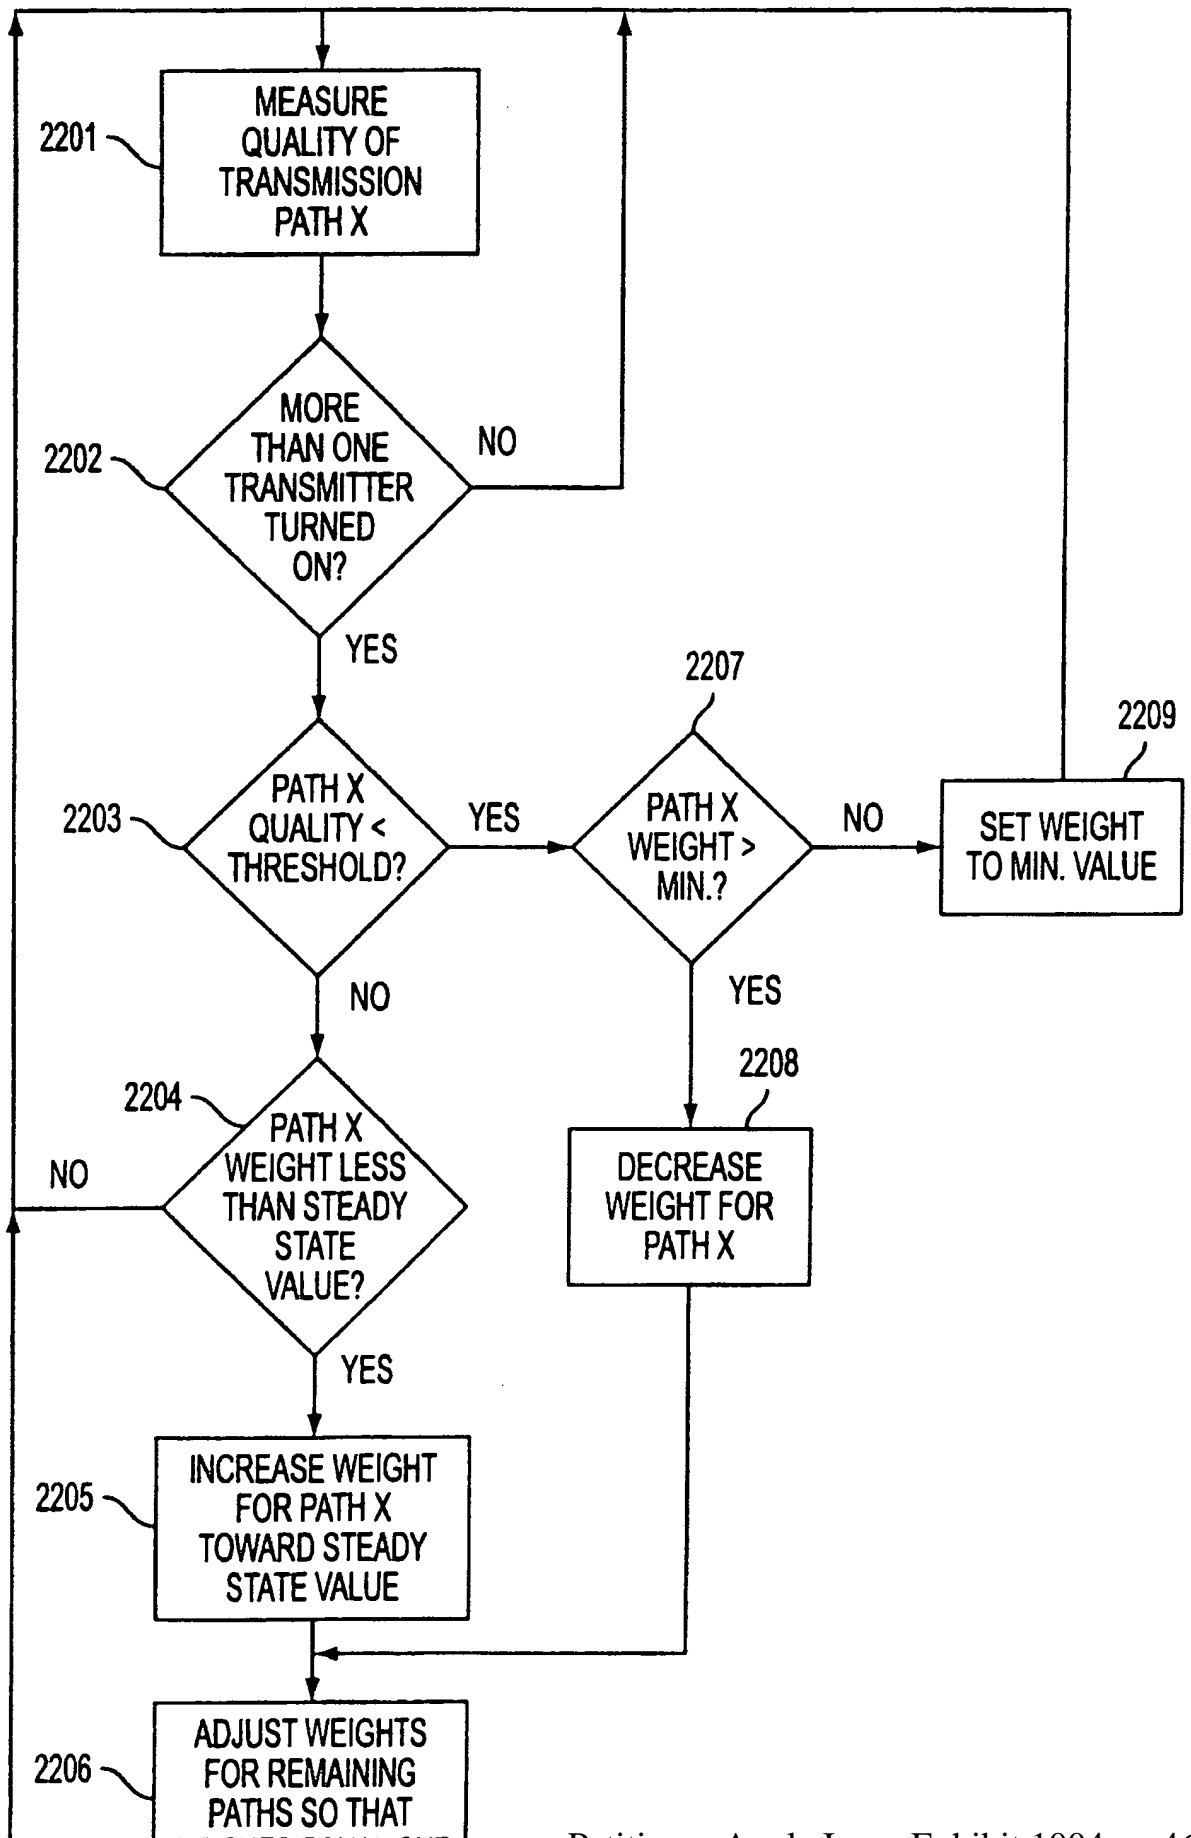 2201
MEASURE
QUALITY OF
TRANSMISSION
PATH X
2202
MORE
THAN ONE
TRANSMITTER
TURNED
ON?
NO
YES
2203
PATH X
QUALITY <
THRESHOLD?
YES
NO
2207
PATH X
WEIGHT >
MIN.?
NO
YES
2209
SET WEIGHT
TO MIN. VALUE
2204
PATH X
WEIGHT LESS
THAN STEADY
STATE
VALUE?
NO
YES
2208
DECREASE
WEIGHT FOR
PATH X
2205
INCREASE WEIGHT
FOR PATH X
TOWARD STEADY
STATE VALUE
2206
ADJUST WEIGHTS
FOR REMAINING
PATHS SO THAT
Exhibit 1004